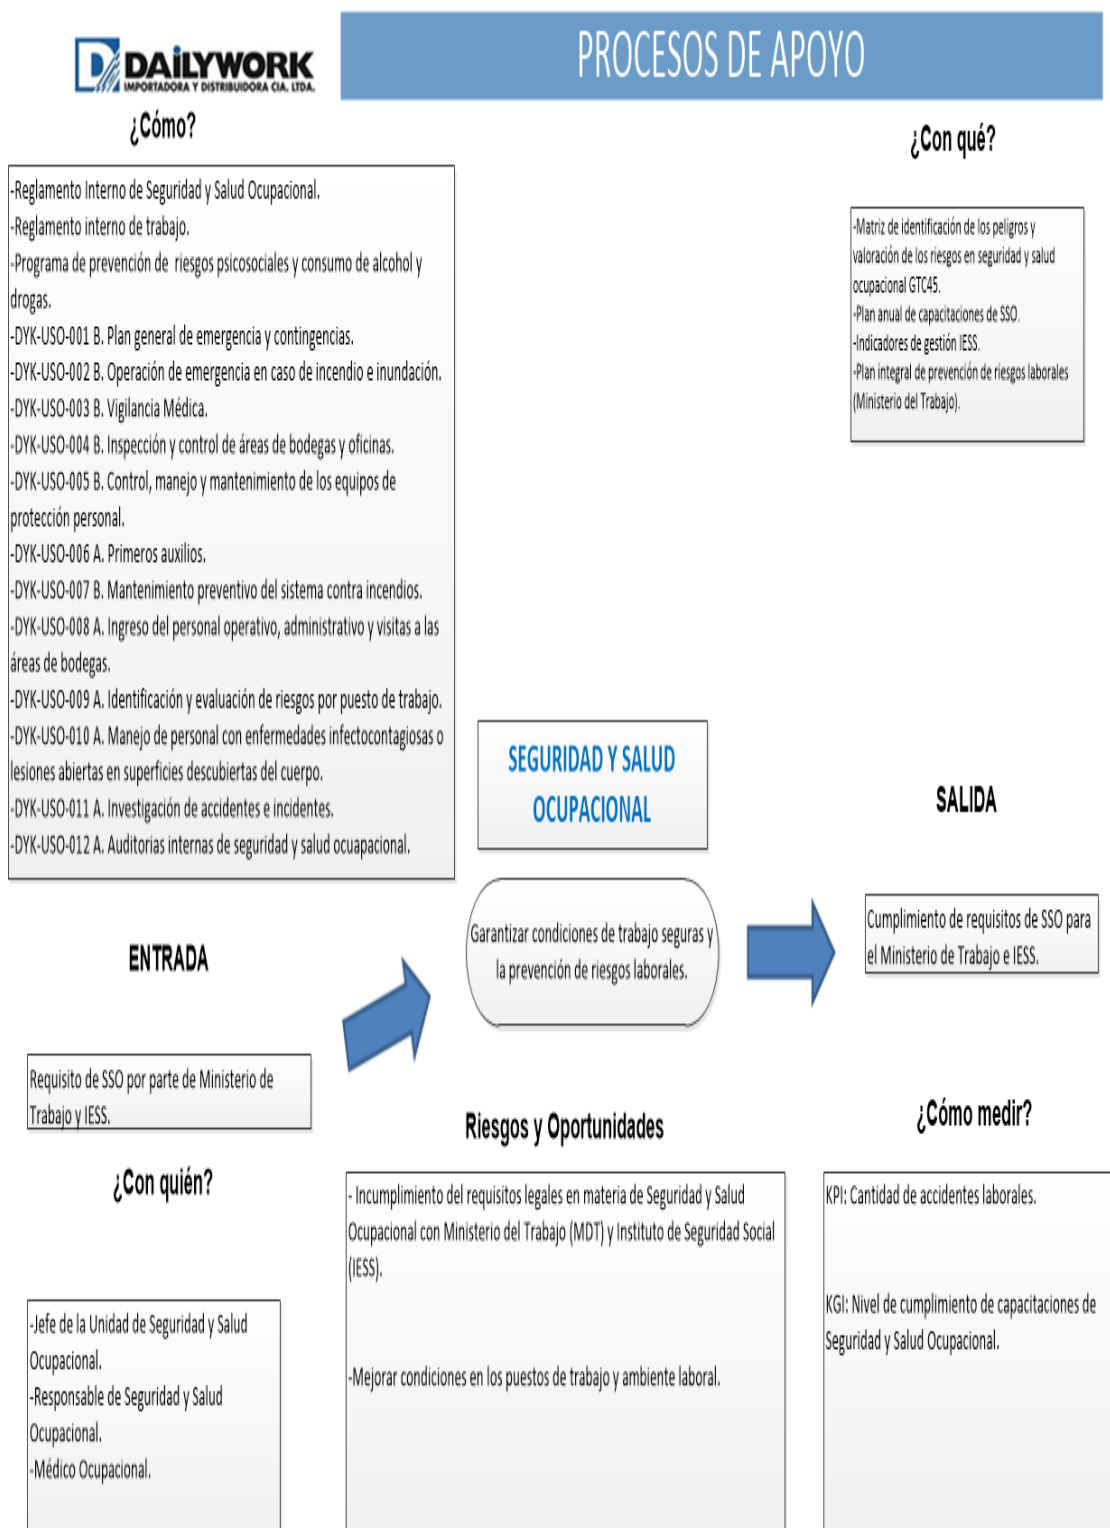 DAiLYWORK
IMPORTADORA Y DISTRIBUIDORA CIA. LTDA.
PROCESOS DE APOYO
¿Cómo?
-Reglamento Interno de Seguridad y Salud Ocupacional.
-Reglamento interno de trabajo.
-Programa de prevención de riesgos psicosociales y consumo de alcohol y
drogas.
-DYK-USO-001 B. Plan general de emergencia y contingencias.
-DYK-USO-002 B. Operación de emergencia en caso de incendio e inundación.
-DYK-USO-003 B. Vigilancia Médica.
-DYK-USO-004 B. Inspección y control de áreas de bodegas y oficinas.
-DYK-USO-005 B. Control, manejo y mantenimiento de los equipos de
protección personal.
-DYK-USO-006 A. Primeros auxilios.
-DYK-USO-007 B. Mantenimiento preventivo del sistema contra incendios.
-DYK-USO-008 A. Ingreso del personal operativo, administrativo y visitas a las
áreas de bodegas.
-DYK-USO-009 A. Identificación y evaluación de riesgos por puesto de trabajo.
-DYK-USO-010 A. Manejo de personal con enfermedades infectocontagiosas o
lesiones abiertas en superficies descubiertas del cuerpo.
-DYK-USO-011 A. Investigación de accidentes e incidentes.
-DYK-USO-012 A. Auditorias internas de seguridad y salud ocuapacional.
¿Con qué?
-Matriz de identificación de los peligros y
valoración de los riesgos en seguridad y salud
ocupacional GTC45.
-Plan anual de capacitaciones de SSO.
-Indicadores de gestión IESS.
-Plan integral de prevención de riesgos laborales
(Ministerio del Trabajo).
SEGURIDAD Y SALUD
OCUPACIONAL
Garantizar condiciones de trabajo seguras y
la prevención de riesgos laborales.
SALIDA
Cumplimiento de requisitos de SSO para
el Ministerio de Trabajo e IESS.
ENTRADA
Requisito de SSO por parte de Ministerio de
Trabajo y IESS.
¿Con quién?
-Jefe de la Unidad de Seguridad y Salud
Ocupacional.
-Responsable de Seguridad y Salud
Ocupacional.
-Médico Ocupacional.
Riesgos y Oportunidades
- Incumplimiento del requisitos legales en materia de Seguridad y Salud
Ocupacional con Ministerio del Trabajo (MDT) y Instituto de Seguridad Social
(IESS).
-Mejorar condiciones en los puestos de trabajo y ambiente laboral.
¿Cómo medir?
KPI: Cantidad de accidentes laborales.
KGI: Nivel de cumplimiento de capacitaciones de
Seguridad y Salud Ocupacional.